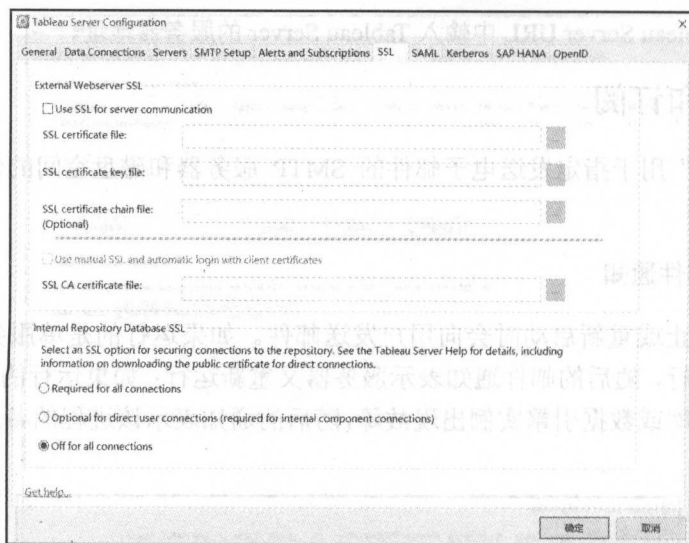 Tableau Server Configuration
General Data Connections Servers SMTP Setup Alerts and Subscriptions SSL SAML Kerberos SAP HANA OpenID
External Webserver SSL
Use SSL for server communication
SSL certificate file:
SSL certificate key file:
SSL certificate chain file:
(Optional)
Use mutual SSL and automatic login with client certificates
SSL CA certificate file:
Internal Repository Database SSL
Select an SSL option for securing connections to the repository. See the Tableau Server Help for details, including
information on downloading the public certificate for direct connections.
Required for all connections
Optional for direct user connections (required for internal component connections)
Off for all connections
Get help...
确定 取消